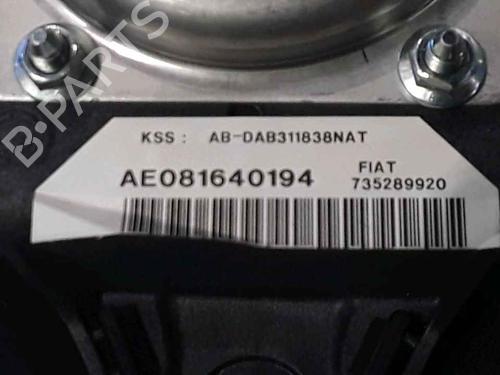 B-PARTS
KSS: AB-DAB311838NAT
AE081640194
FIAT
735289920